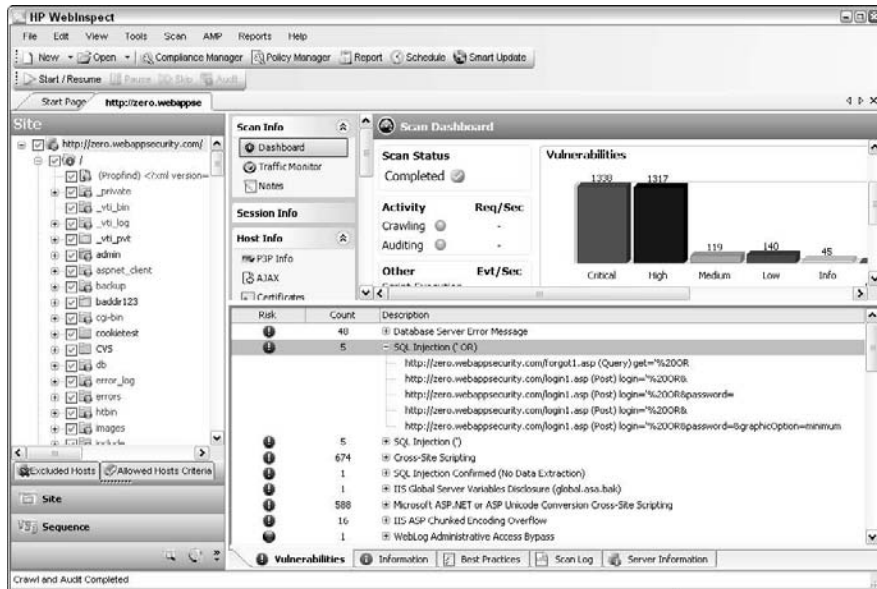 HP WebInspect
File Edit View Tools Scan AMP Reports Help
New Open Compliance Manager Policy Manager Report Schedule Smart Update
Start / Resume Pause Skip Audit
Start Page http://zero.webappse
Site
http://zero.webappsecurity.com/
/
(Propfind) <?xml version=
_private
_vti_bin
_vti_log
_vti_pvt
admin
aspnet_client
backup
baddr123
cgi-bin
cookietest
CVS
db
error_log
errors
htbin
images
include
Excluded Hosts Allowed Hosts Criteria
Site
Sequence
Scan Info
Dashboard
Traffic Monitor
Notes
Session Info
Host Info
P3P Info
AJAX
Certificates
Scan Dashboard
Scan Status
Completed
Activity Req/Sec
Crawling -
Auditing -
Other Evt/Sec
Script Execution
Vulnerabilities
1338 1317 119 140 45
Critical High Medium Low Info
Risk Count Description
40 Database Server Error Message
5 SQL Injection (' OR)
http://zero.webappsecurity.com/forgot1.asp (Query) get='%20OR
http://zero.webappsecurity.com/login1.asp (Post) login='%20OR&
http://zero.webappsecurity.com/login1.asp (Post) login='%20OR&password=
http://zero.webappsecurity.com/login1.asp (Post) login='%20OR&
http://zero.webappsecurity.com/login1.asp (Post) login='%20OR&password=&graphicOption=minimum
5 SQL Injection (')
674 Cross-Site Scripting
1 SQL Injection Confirmed (No Data Extraction)
1 IIS Global Server Variables Disclosure (global.asa.bak)
588 Microsoft ASP.NET or ASP Unicode Conversion Cross-Site Scripting
16 IIS ASP Chunked Encoding Overflow
1 WebLog Administrative Access Bypass
Vulnerabilities Information Best Practices Scan Log Server Information
Crawl and Audit Completed